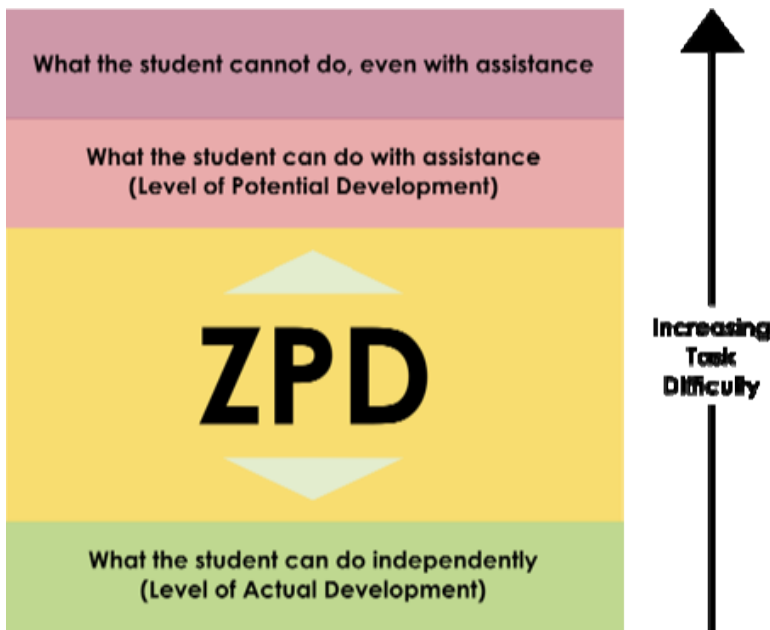 What the student cannot do, even with assistance
What the student can do with assistance
(Level of Potential Development)
ZPD
Increasing
Task
Difficulty
What the student can do independently
(Level of Actual Development)